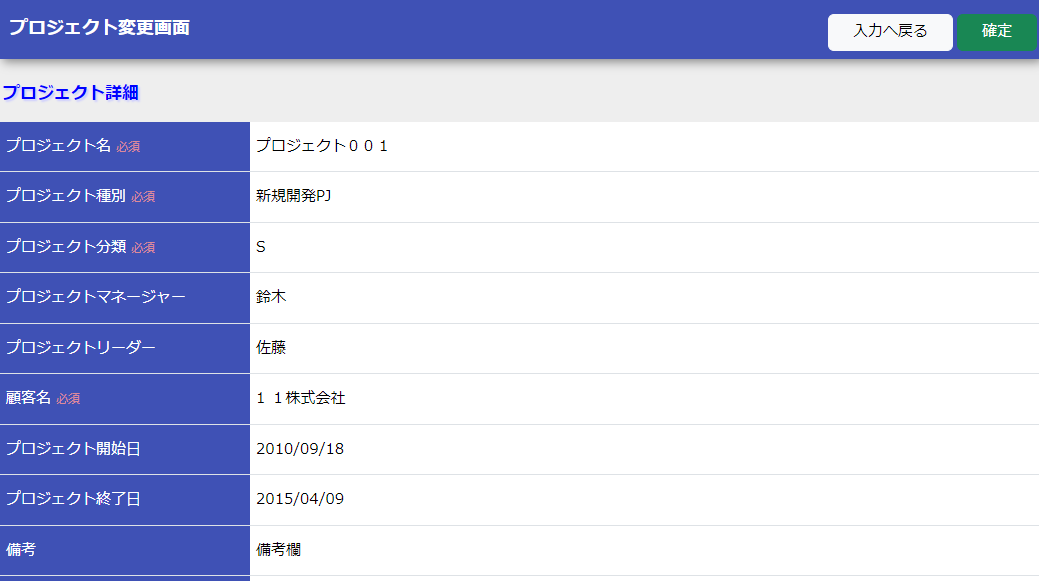 プロジェクト変更画面
入力へ戻る 確定
プロジェクト詳細
プロジェクト名 必須 プロジェクト００１
プロジェクト種別 必須 新規開発PJ
プロジェクト分類 必須 S
プロジェクトマネージャー 鈴木
プロジェクトリーダー 佐藤
顧客名 必須 １１株式会社
プロジェクト開始日 2010/09/18
プロジェクト終了日 2015/04/09
備考 備考欄